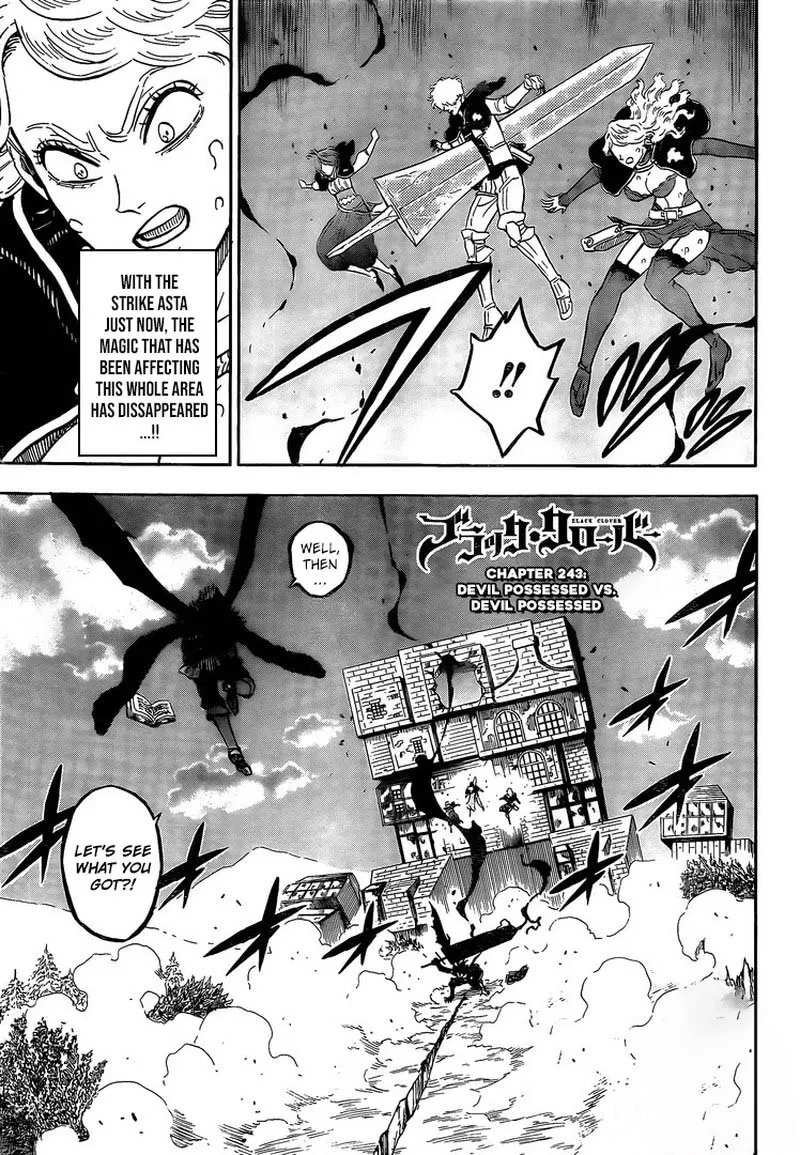 !!
WITH THE
STRIKE ASTA
JUST NOW, THE
MAGIC THAT HAS
BEEN AFFECTING
THIS WHOLE AREA
HAS DISSAPPEARED
...!!
BLACK CLOVER
ブラック・クローバー
CHAPTER 243:
DEVIL POSSESSED VS.
DEVIL POSSESSED
WELL,
THEN
...
LET'S SEE
WHAT YOU
GOT?!